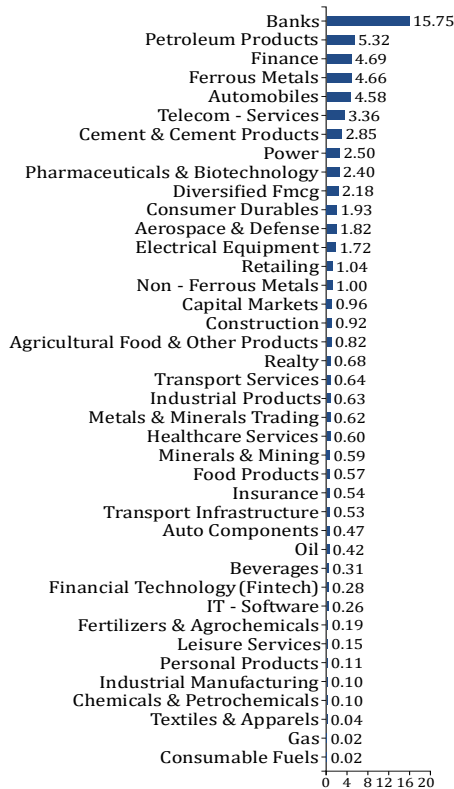 Banks 15.75
Petroleum Products 5.32
Finance 4.69
Ferrous Metals 4.66
Automobiles 4.58
Telecom - Services 3.36
Cement & Cement Products 2.85
Power 2.50
Pharmaceuticals & Biotechnology 2.40
Diversified Fmcg 2.18
Consumer Durables 1.93
Aerospace & Defense 1.82
Electrical Equipment 1.72
Retailing 1.04
Non - Ferrous Metals 1.00
Capital Markets 0.96
Construction 0.92
Agricultural Food & Other Products 0.82
Realty 0.68
Transport Services 0.64
Industrial Products 0.63
Metals & Minerals Trading 0.62
Healthcare Services 0.60
Minerals & Mining 0.59
Food Products 0.57
Insurance 0.54
Transport Infrastructure 0.53
Auto Components 0.47
Oil 0.42
Beverages 0.31
Financial Technology (Fintech) 0.28
IT - Software 0.26
Fertilizers & Agrochemicals 0.19
Leisure Services 0.15
Personal Products 0.11
Industrial Manufacturing 0.10
Chemicals & Petrochemicals 0.10
Textiles & Apparels 0.04
Gas 0.02
Consumable Fuels 0.02
0 4 8 12 16 20